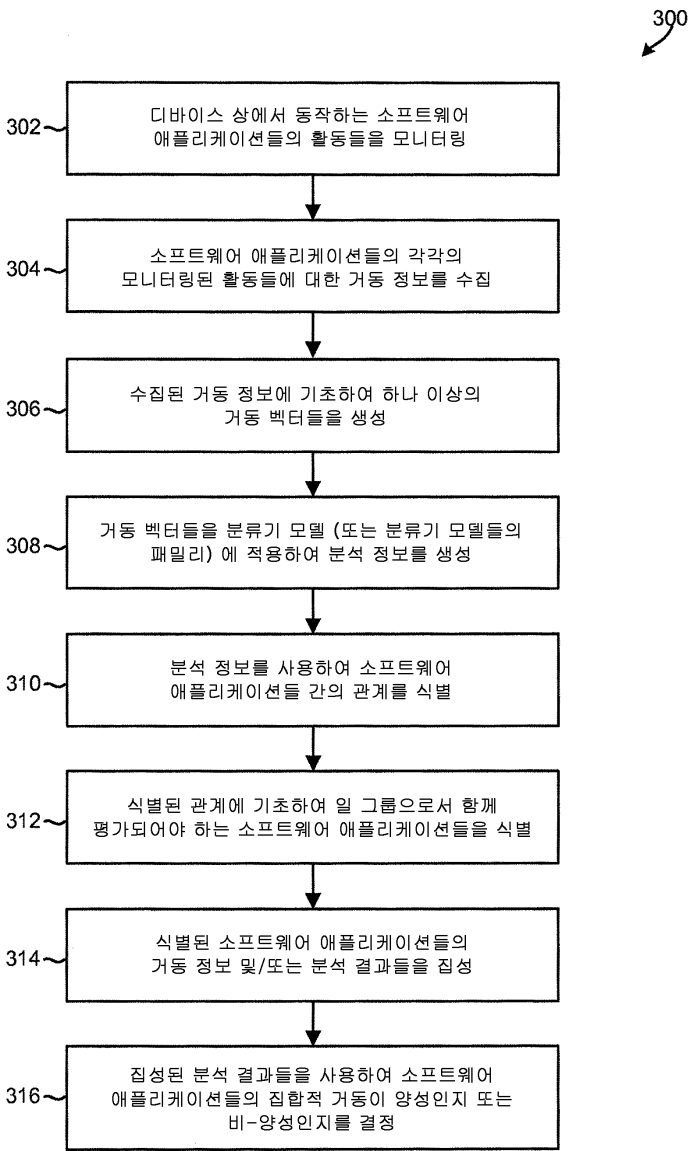 300
302
디바이스 상에서 동작하는 소프트웨어
애플리케이션들의 활동들을 모니터링
304
소프트웨어 애플리케이션들의 각각의
모니터링된 활동들에 대한 거동 정보를 수집
306
수집된 거동 정보에 기초하여 하나 이상의
거동 벡터들을 생성
308
거동 벡터들을 분류기 모델 (또는 분류기 모델들의
패밀리) 에 적용하여 분석 정보를 생성
310
분석 정보를 사용하여 소프트웨어
애플리케이션들 간의 관계를 식별
312
식별된 관계에 기초하여 일 그룹으로서 함께
평가되어야 하는 소프트웨어 애플리케이션들을 식별
314
식별된 소프트웨어 애플리케이션들의
거동 정보 및/또는 분석 결과들을 집성
316
집성된 분석 결과들을 사용하여 소프트웨어
애플리케이션들의 집합적 거동이 양성인지 또는
비-양성인지를 결정